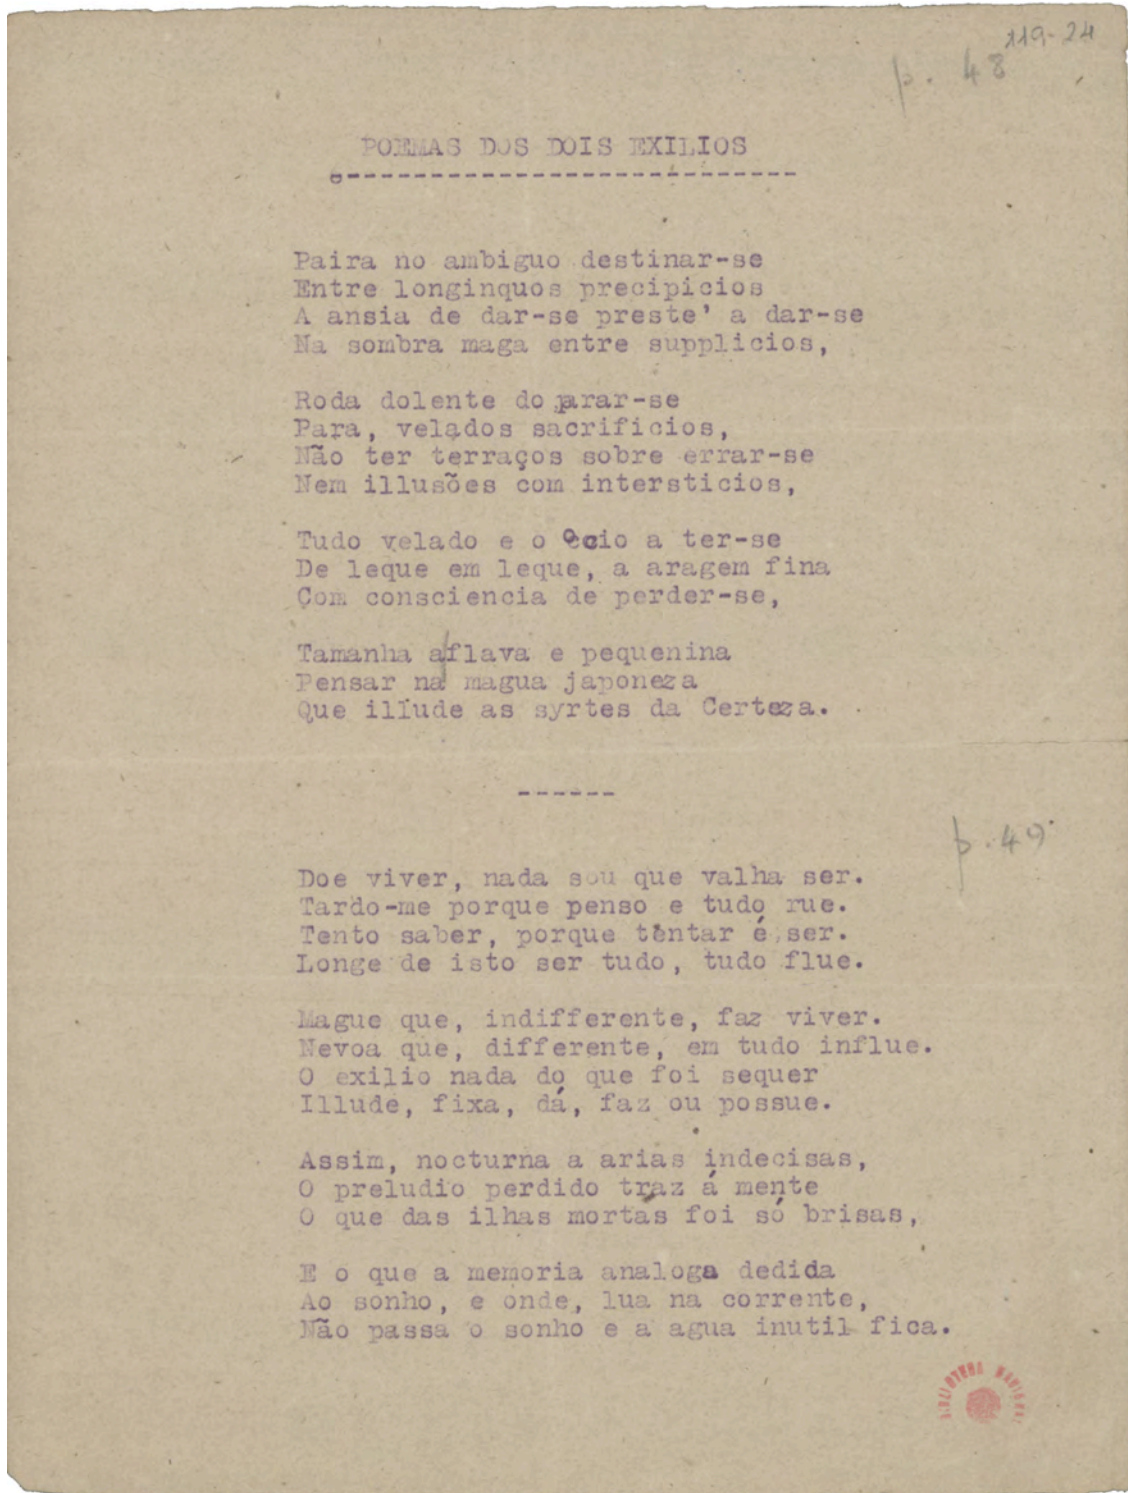 119-24
p. 48
POEMAS DOS DOIS EXILIOS
Paira no ambiguo destinar-se
Entre longinquos precipicios
A ansia de dar-se preste' a dar-se
Na sombra maga entre supplicios,
Roda dolente do parar-se
Para, velados sacrificios,
Não ter terraços sobre errar-se
Nem illusões com intersticios,
Tudo velado e o ocio a ter-se
De leque em leque, a aragem fina
Com consciencia de perder-se,
Tamanha a flava e pequenina
Pensar na magua japoneza
Que illude as syrtes da Certeza.
------
p. 49
Doe viver, nada sou que valha ser.
Tardo-me porque penso e tudo rue.
Tento saber, porque tentar é ser.
Longe de isto ser tudo, tudo flue.
Mague que, indifferente, faz viver.
Nevoa que, differente, em tudo influe.
O exilio nada do que foi sequer
Illude, fixa, dá, faz ou possue.
Assim, nocturna a arias indecisas,
O preludio perdido traz á mente
O que das ilhas mortas foi só brisas,
E o que a memoria analoga dedida
Ao sonho, e onde, lua na corrente,
Não passa o sonho e a agua inutil fica.
BIBLIOTECA NACIONAL